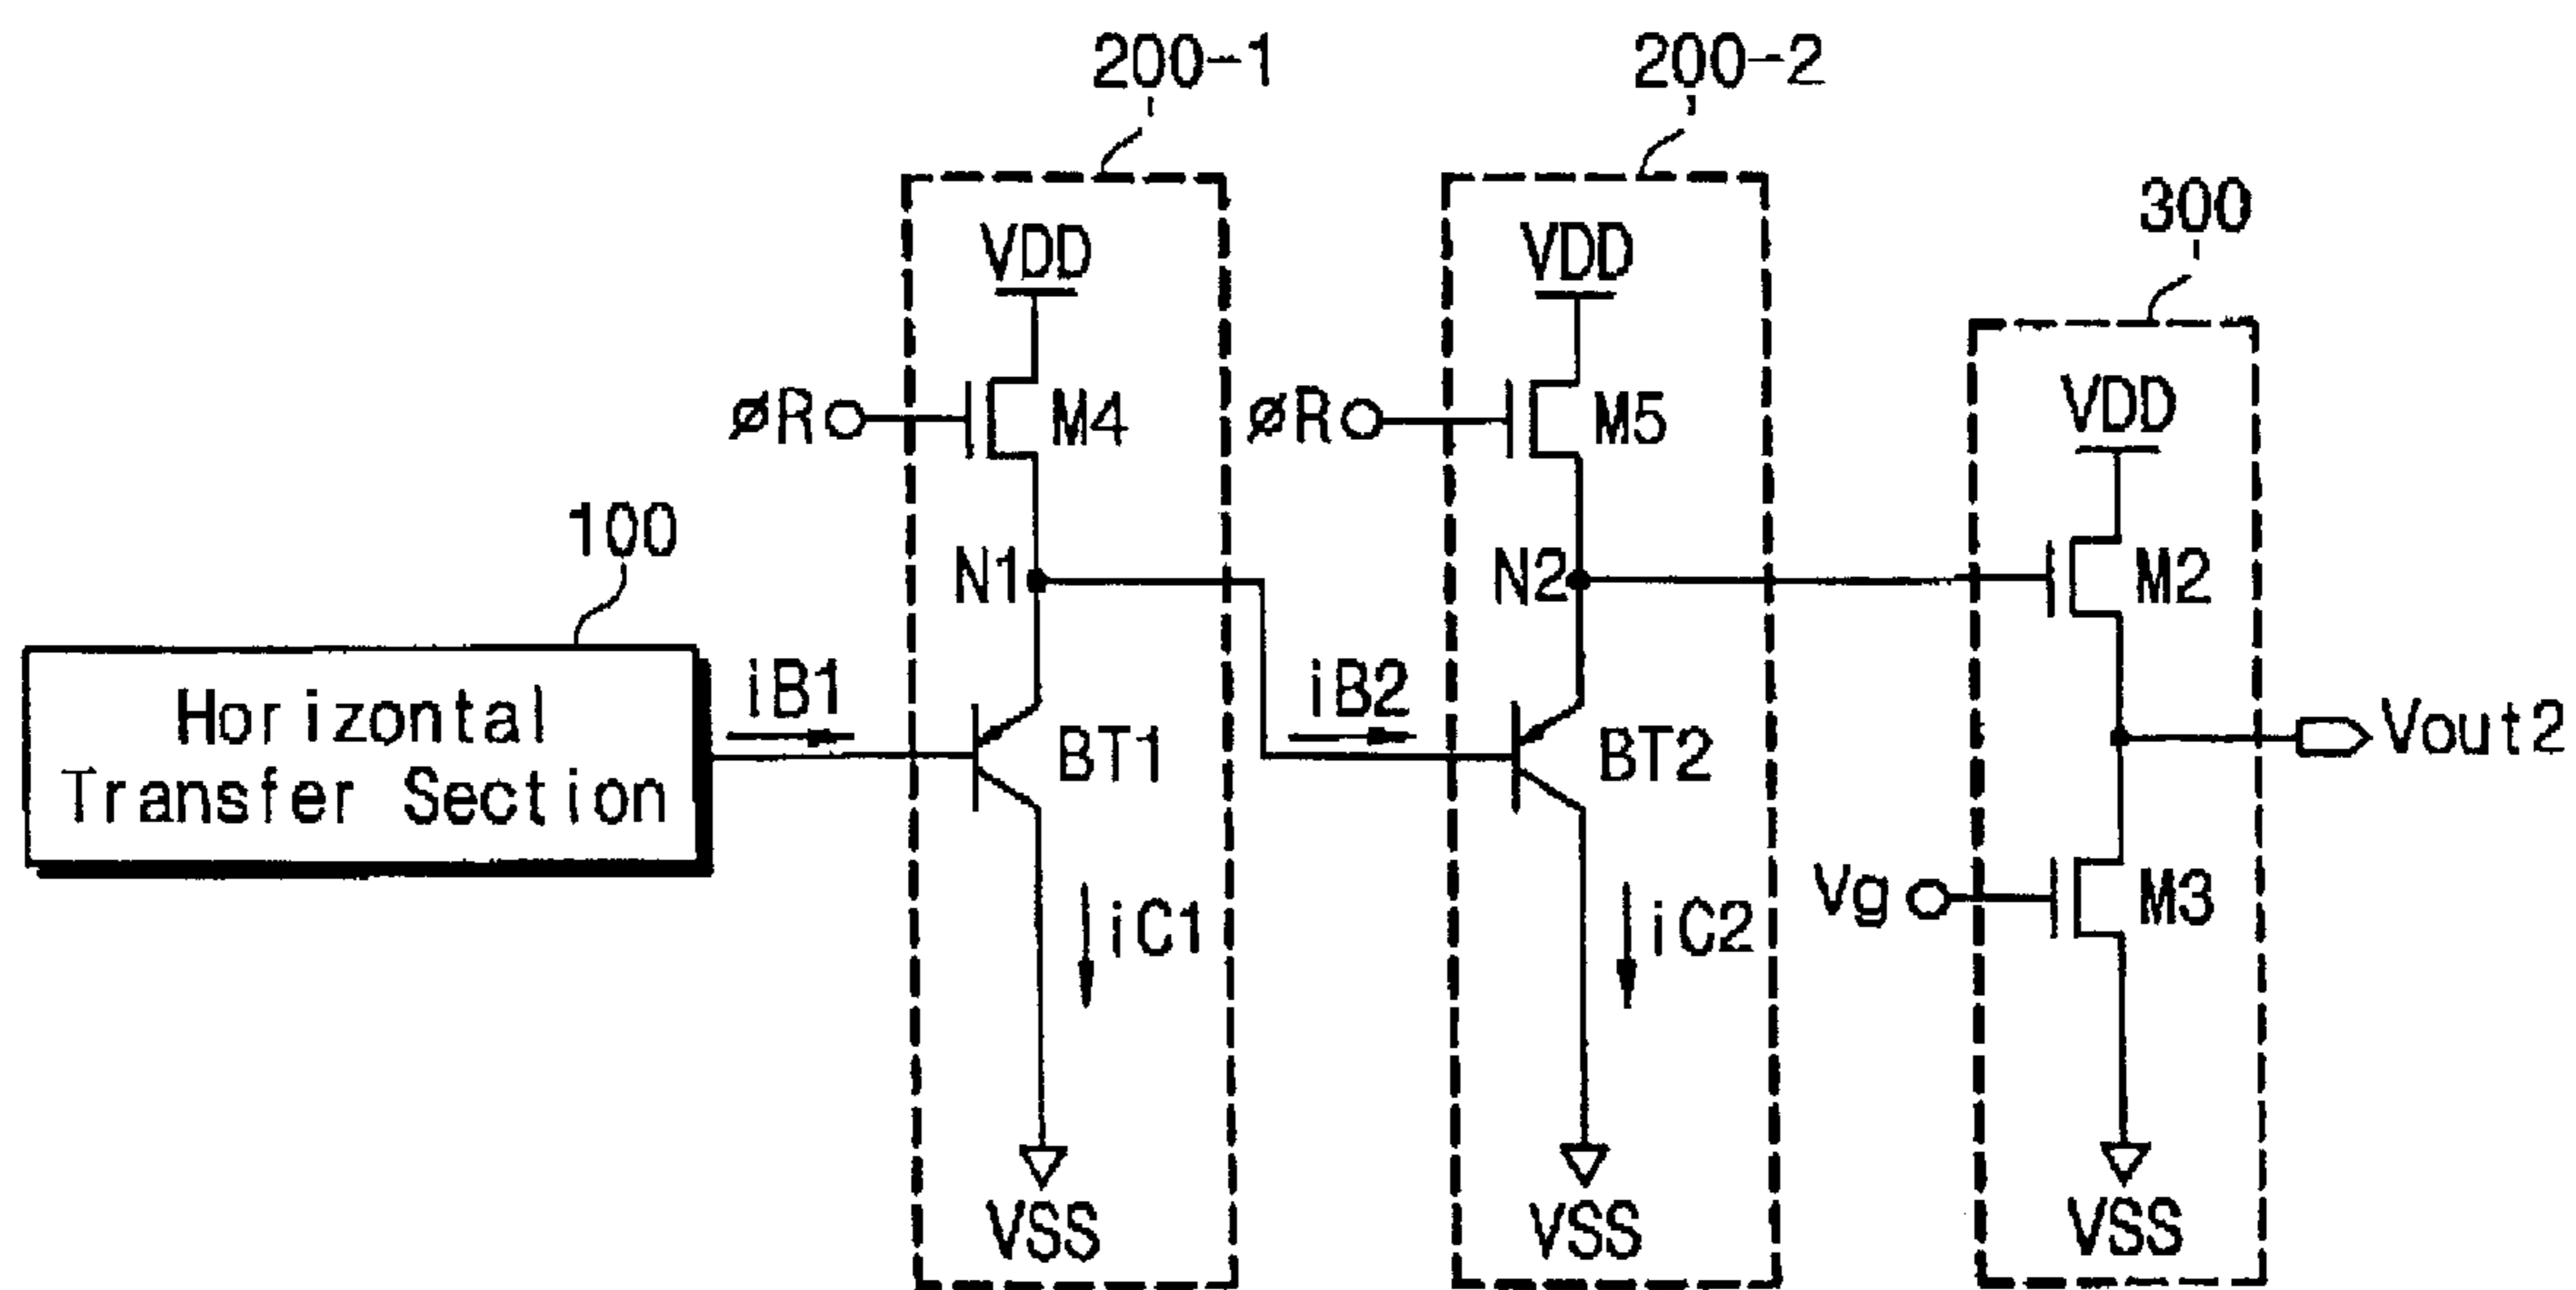 200-1
200-2
300
VDD
VDD
VDD
øR
M4
øR
M5
100
N1
N2
M2
Horizontal
Transfer Section
iB1
BT1
iB2
BT2
Vout2
iC1
iC2
Vg
M3
VSS
VSS
VSS